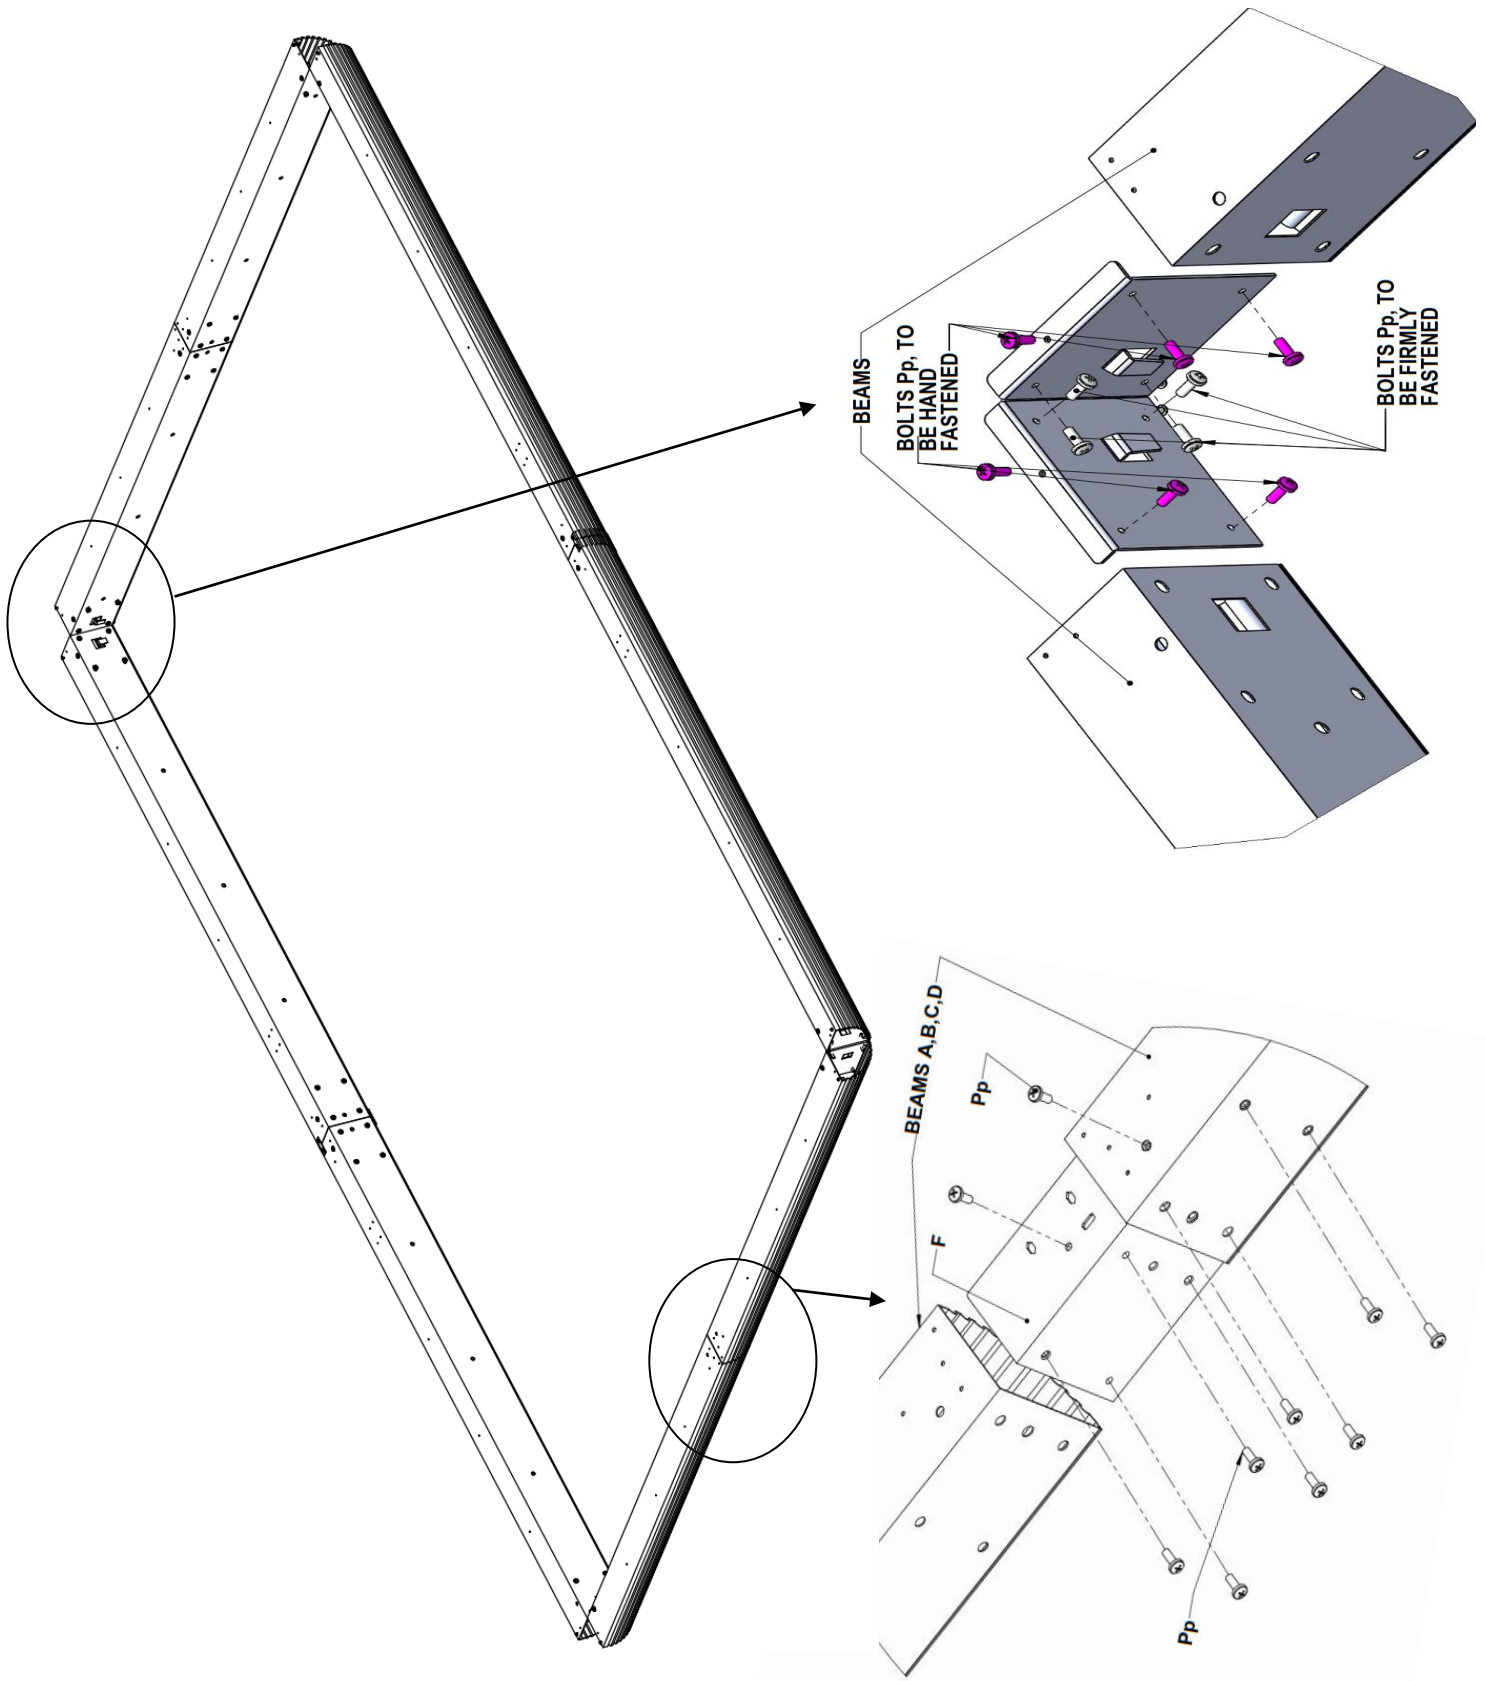 BEAMS
BOLTS Pp, TO
BE HAND
FASTENED
BOLTS Pp, TO
BE FIRMLY
FASTENED
BEAMS A,B,C,D
Pp
F
Pp